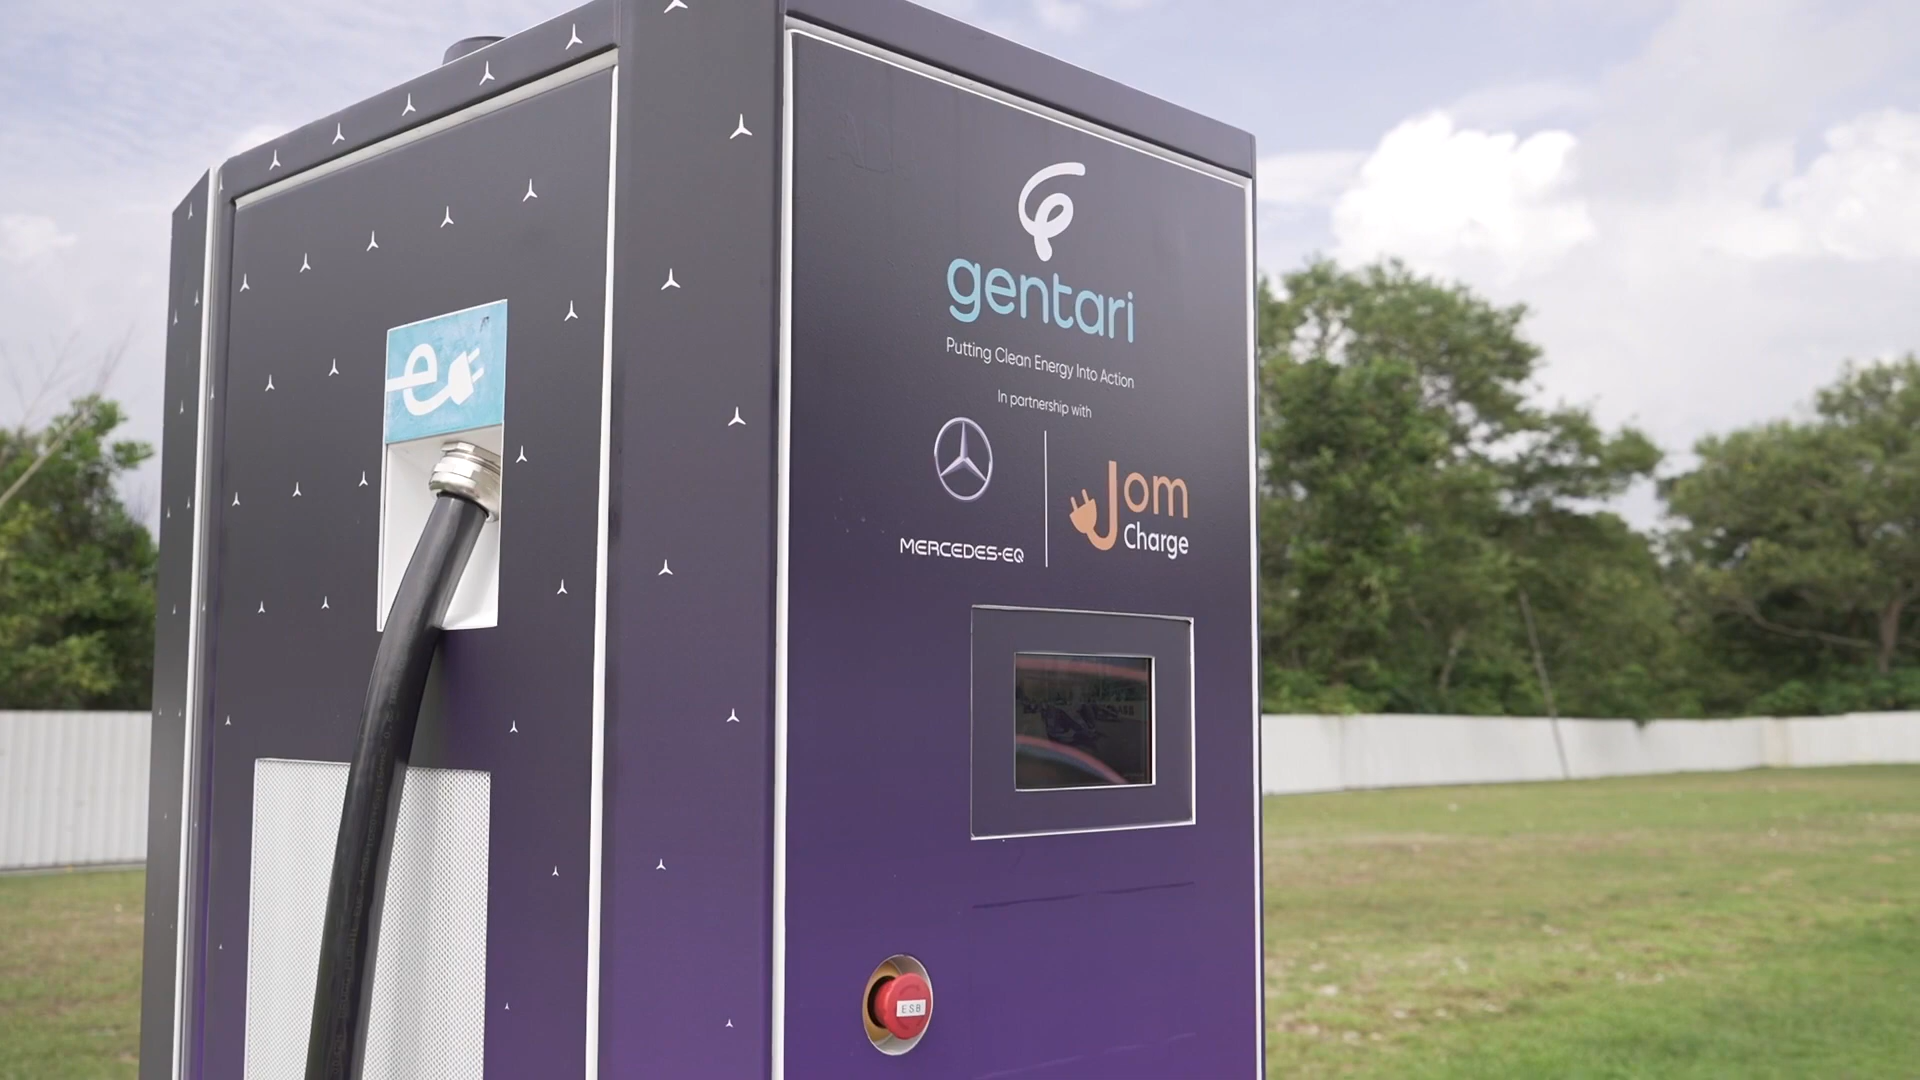 gentari
Putting Clean Energy Into Action
In partnership with
MERCEDES-EQ
Jom
Charge
e
ESB